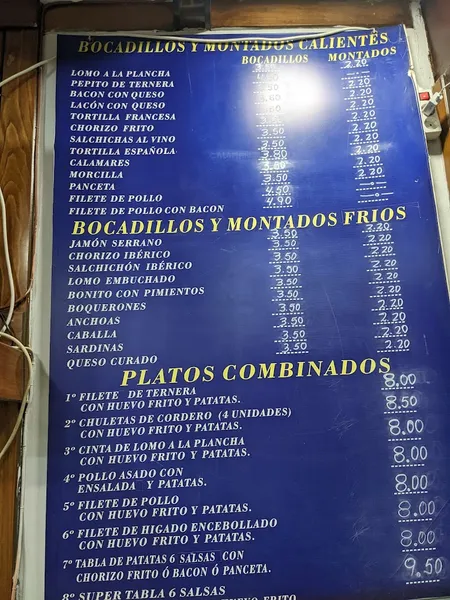 BOCADILLOS Y MONTADOS CALIENTES
BOCADILLOS MONTADOS
LOMO A LA PLANCHA 3.50 2.20
PEPITO DE TERNERA
BACON CON QUESO 2.20
LACÓN CON QUESO 2.20
TORTILLA FRANCESA 2.20
CHORIZO FRITO 2.20
SALCHICHAS AL VINO 3.50 2.20
TORTILLA ESPAÑOLA 3.50 2.20
CALAMARES 2.20
MORCILLA 3.50 2.20
PANCETA 3.50 2.20
FILETE DE POLLO 4.50
FILETE DE POLLO CON BACON 4.90
BOCADILLOS Y MONTADOS FRIOS
JAMÓN SERRANO 3.50 2.20
CHORIZO IBÉRICO 3.50 2.20
SALCHICHÓN IBÉRICO 3.50 2.20
LOMO EMBUCHADO 3.50 2.20
BONITO CON PIMIENTOS 3.50 2.20
BOQUERONES 3.50 2.20
ANCHOAS 3.50 2.20
CABALLA 3.50 2.20
SARDINAS 3.50 2.20
QUESO CURADO 3.50 2.20
PLATOS COMBINADOS
1º FILETE DE TERNERA 8.00
CON HUEVO FRITO Y PATATAS.
2º CHULETAS DE CORDERO (4 UNIDADES) 8.50
CON HUEVO FRITO Y PATATAS.
3º CINTA DE LOMO A LA PLANCHA 8.00
CON HUEVO FRITO Y PATATAS.
4º POLLO ASADO CON 8.00
ENSALADA Y PATATAS.
5º FILETE DE POLLO 8.00
CON HUEVO FRITO Y PATATAS.
6º FILETE DE HIGADO ENCEBOLLADO 8.00
CON HUEVO FRITO Y PATATAS.
7º TABLA DE PATATAS 6 SALSAS CON 8.00
CHORIZO FRITO Ó BACON Ó PANCETA.
8º SUPER TABLA 6 SALSAS 9.50
HUEVO FRITO